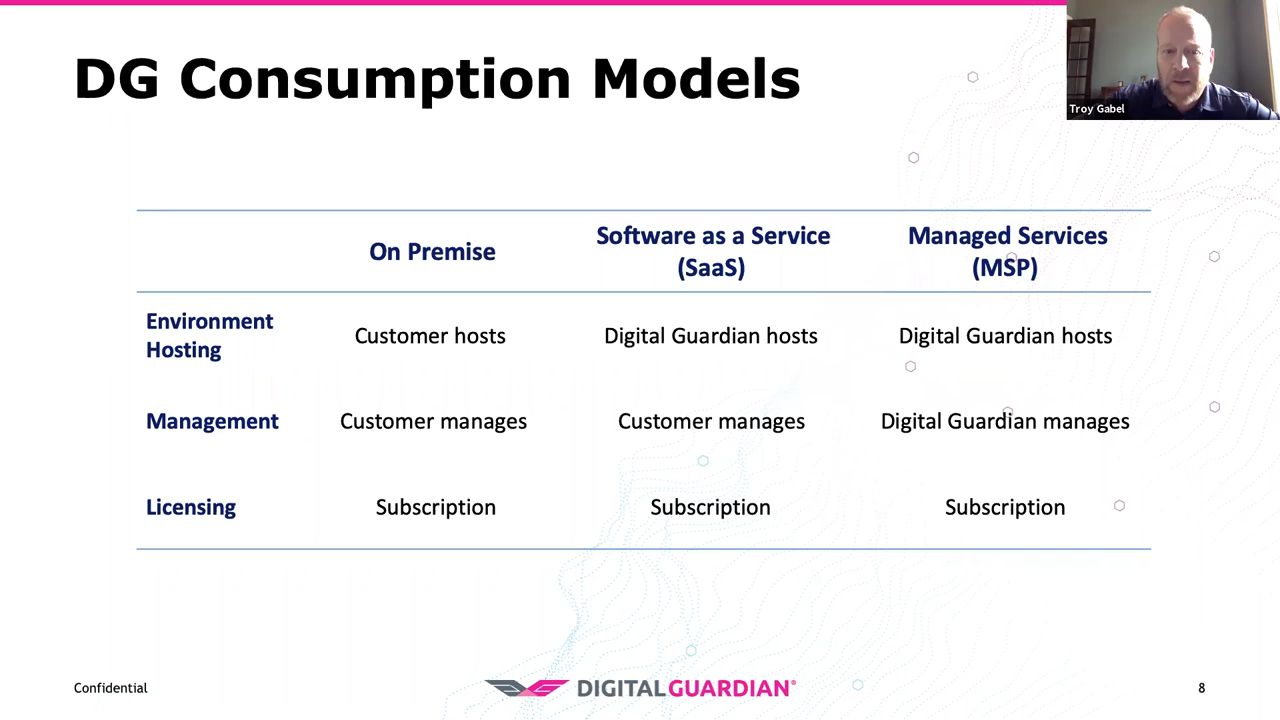 DG Consumption Models
Troy Gabel
On Premise
Software as a Service
(SaaS)
Managed Services
(MSP)
Environment
Hosting
Customer hosts
Digital Guardian hosts
Digital Guardian hosts
Management
Customer manages
Customer manages
Digital Guardian manages
Licensing
Subscription
Subscription
Subscription
Confidential
DIGITAL GUARDIAN®
8